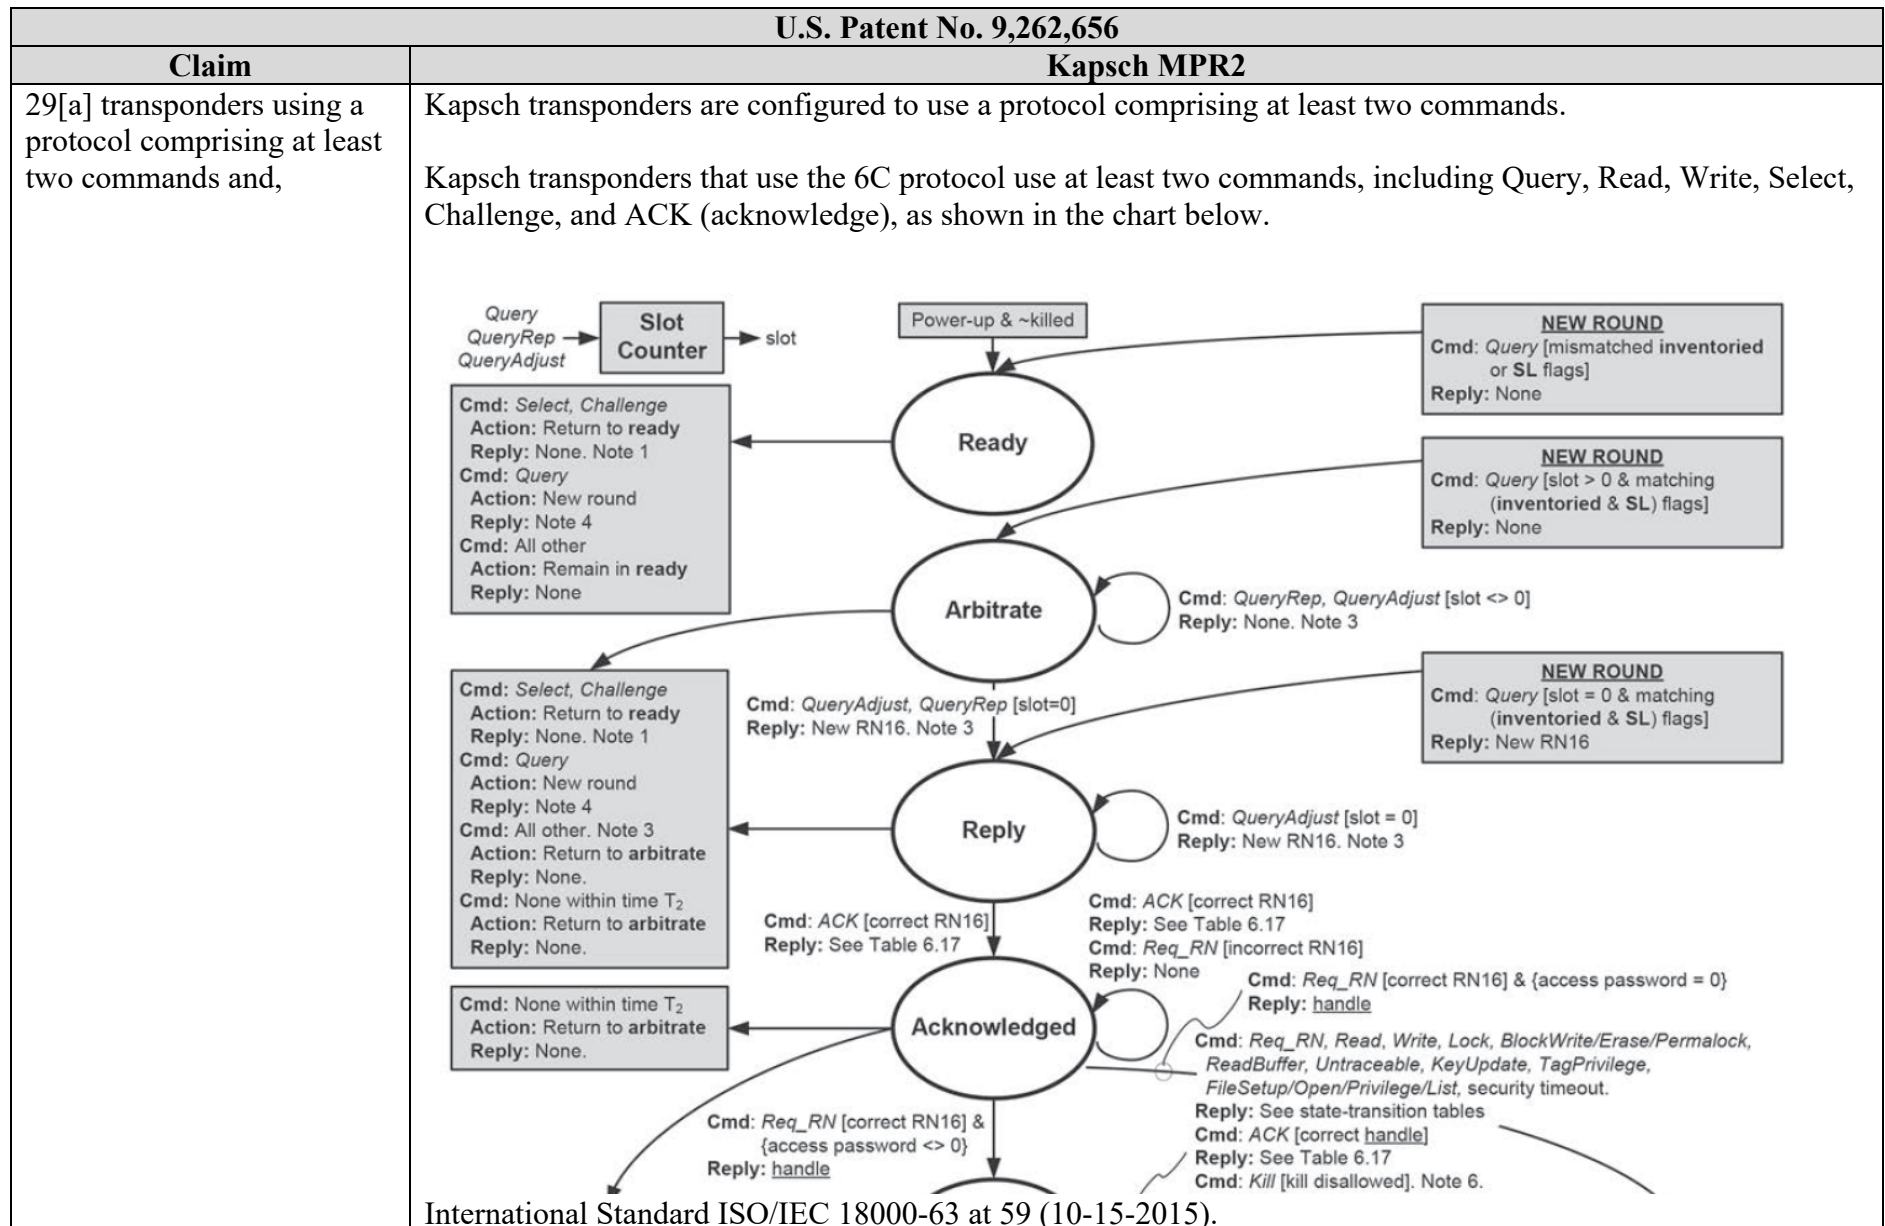 U.S. Patent No. 9,262,656
Claim
Kapsch MPR2
29[a] transponders using a
protocol comprising at least
two commands and,
Kapsch transponders are configured to use a protocol comprising at least two commands.
Kapsch transponders that use the 6C protocol use at least two commands, including Query, Read, Write, Select,
Challenge, and ACK (acknowledge), as shown in the chart below.
Query
QueryRep
QueryAdjust
Slot
Counter
slot
Power-up & ~killed
NEW ROUND
Cmd: Query [mismatched inventoried
or SL flags]
Reply: None
Cmd: Select, Challenge
Action: Return to ready
Reply: None. Note 1
Cmd: Query
Action: New round
Reply: Note 4
Cmd: All other
Action: Remain in ready
Reply: None
Ready
NEW ROUND
Cmd: Query [slot > 0 & matching
(inventoried & SL) flags]
Reply: None
Arbitrate
Cmd: QueryRep, QueryAdjust [slot <> 0]
Reply: None. Note 3
Cmd: Select, Challenge
Action: Return to ready
Reply: None. Note 1
Cmd: Query
Action: New round
Reply: Note 4
Cmd: All other. Note 3
Action: Return to arbitrate
Reply: None.
Cmd: None within time T2
Action: Return to arbitrate
Reply: None.
Cmd: QueryAdjust, QueryRep [slot=0]
Reply: New RN16. Note 3
NEW ROUND
Cmd: Query [slot = 0 & matching
(inventoried & SL) flags]
Reply: New RN16
Reply
Cmd: QueryAdjust [slot = 0]
Reply: New RN16. Note 3
Cmd: ACK [correct RN16]
Reply: See Table 6.17
Cmd: ACK [correct RN16]
Reply: See Table 6.17
Cmd: Req_RN [incorrect RN16]
Reply: None
Cmd: Req_RN [correct RN16] & {access password = 0}
Reply: handle
Cmd: None within time T2
Action: Return to arbitrate
Reply: None.
Acknowledged
Cmd: Req_RN, Read, Write, Lock, BlockWrite/Erase/Permalock,
ReadBuffer, Untraceable, KeyUpdate, TagPrivilege,
FileSetup/Open/Privilege/List, security timeout.
Reply: See state-transition tables
Cmd: ACK [correct handle]
Reply: See Table 6.17
Cmd: Kill [kill disallowed]. Note 6.
Cmd: Req_RN [correct RN16] &
{access password <> 0}
Reply: handle
International Standard ISO/IEC 18000-63 at 59 (10-15-2015).